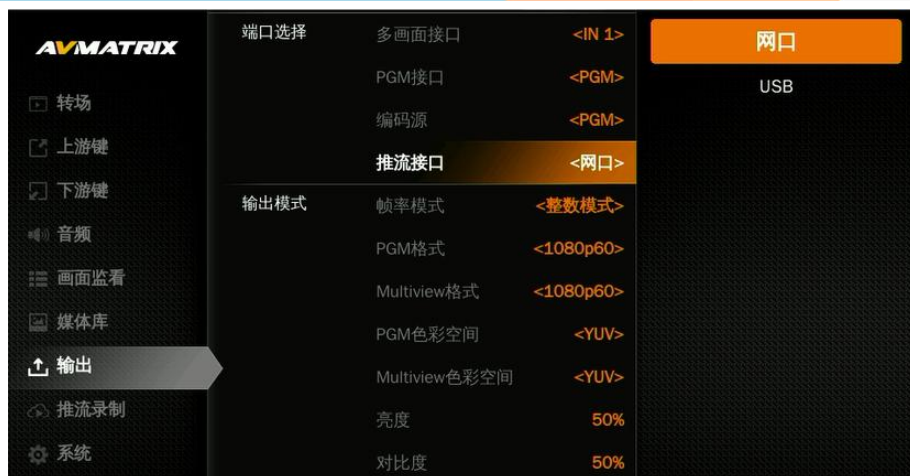 AVMATRIX
转场
上游键
下游键
音频
画面监看
媒体库
输出
推流录制
系统
端口选择
多画面接口 <IN 1>
PGM接口 <PGM>
编码源 <PGM>
推流接口 <网口>
输出模式
帧率模式 <整数模式>
PGM格式 <1080p60>
Multiview格式 <1080p60>
PGM色彩空间 <YUV>
Multiview色彩空间 <YUV>
亮度 50%
对比度 50%
网口
USB